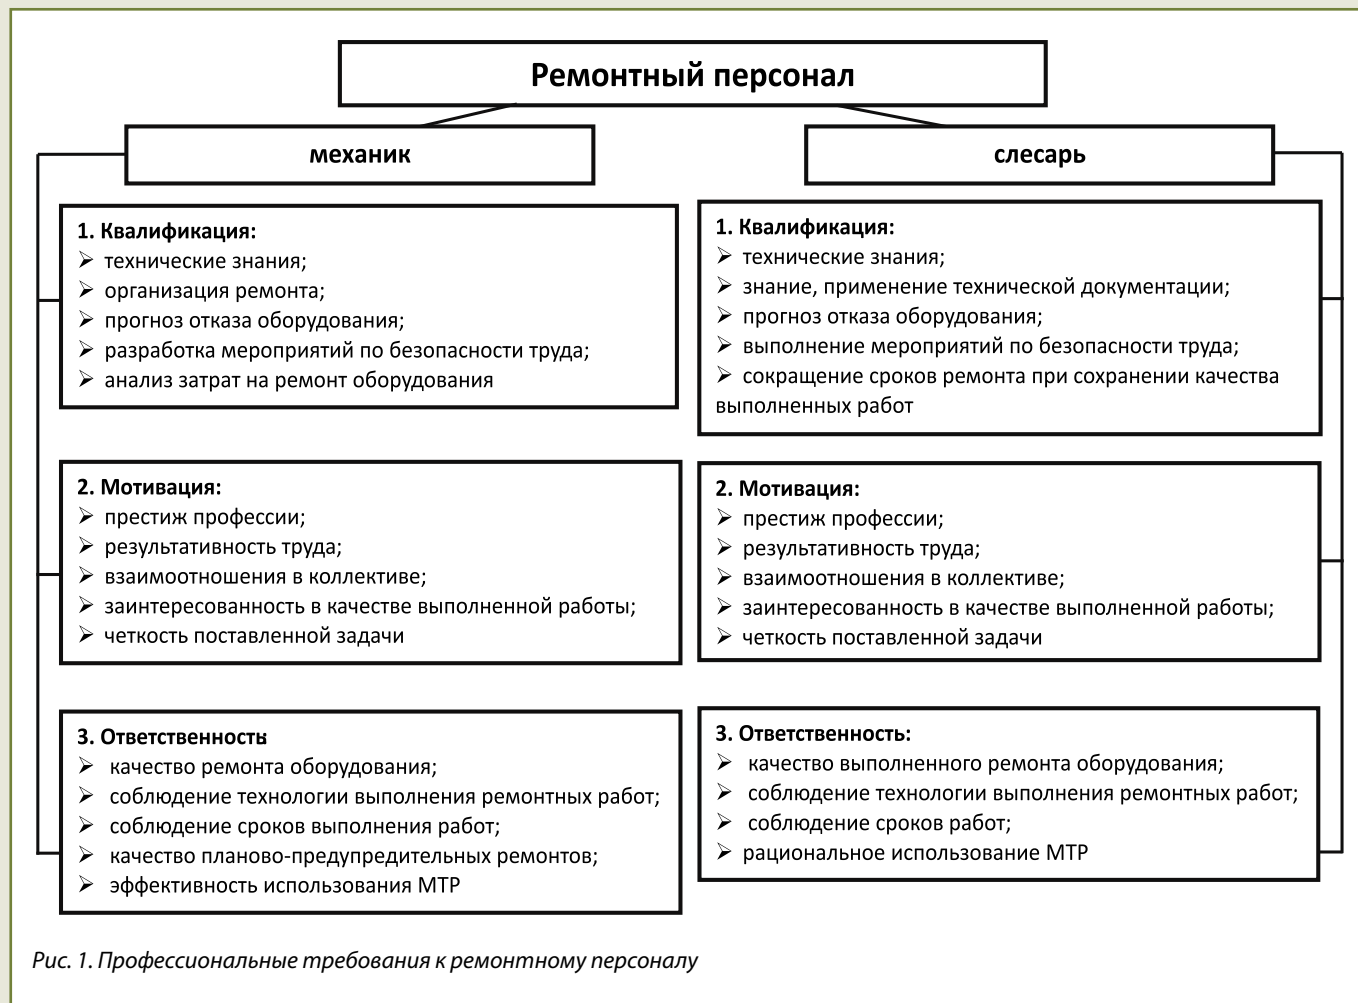 Ремонтный персонал
механик
1. Квалификация:
➢ технические знания;
➢ организация ремонта;
➢ прогноз отказа оборудования;
➢ разработка мероприятий по безопасности труда;
➢ анализ затрат на ремонт оборудования
2. Мотивация:
➢ престиж профессии;
➢ результативность труда;
➢ взаимоотношения в коллективе;
➢ заинтересованность в качестве выполненной работы;
➢ четкость поставленной задачи
3. Ответственность:
➢ качество ремонта оборудования;
➢ соблюдение технологии выполнения ремонтных работ;
➢ соблюдение сроков выполнения работ;
➢ качество планово-предупредительных ремонтов;
➢ эффективность использования МТР
слесарь
1. Квалификация:
➢ технические знания;
➢ знание, применение технической документации;
➢ прогноз отказа оборудования;
➢ выполнение мероприятий по безопасности труда;
➢ сокращение сроков ремонта при сохранении качества
выполненных работ
2. Мотивация:
➢ престиж профессии;
➢ результативность труда;
➢ взаимоотношения в коллективе;
➢ заинтересованность в качестве выполненной работы;
➢ четкость поставленной задачи
3. Ответственность:
➢ качество выполненного ремонта оборудования;
➢ соблюдение технологии выполнения ремонтных работ;
➢ соблюдение сроков работ;
➢ рациональное использование МТР
Рис. 1. Профессиональные требования к ремонтному персоналу